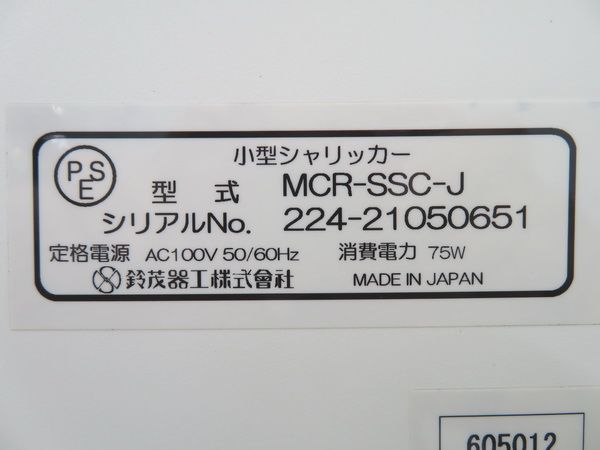 小型シャリッカー
PSE
型 式 MCR-SSC-J
シリアルNo. 224-21050651
定格電源 AC100V 50/60Hz 消費電力 75W
鈴茂器工株式會社 MADE IN JAPAN
605012